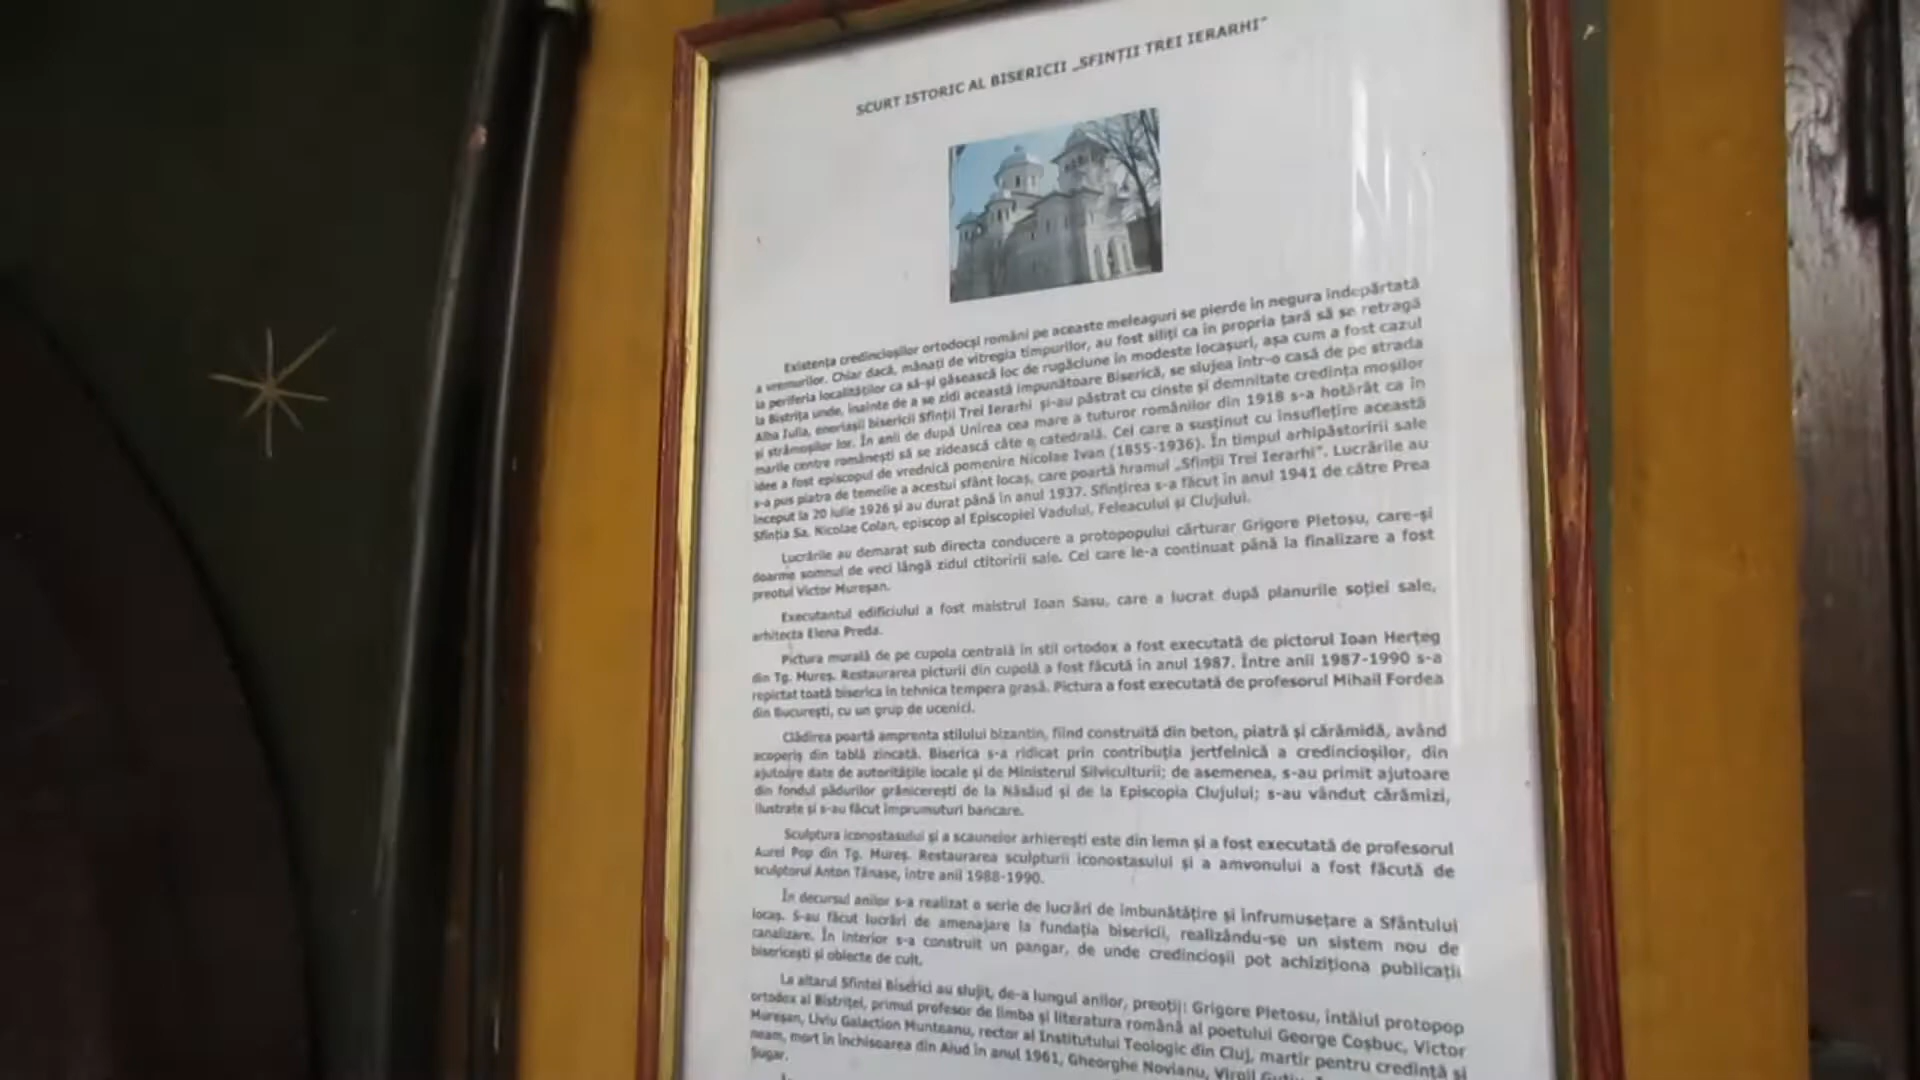 SCURT ISTORIC AL BISERICII „SFINȚII TREI IERARHI”
Existența credincioșilor ortodocși români pe aceaste meleaguri se pierde în negura îndepărtată
a vremurilor. Chiar dacă, mânați de vitregia timpurilor, au fost siliți ca în propria țară să se retragă
la periferia localităților ca să-și găsească loc de rugăciune în modeste locașuri, așa cum a fost cazul
la Bistrița unde, înainte de a se zidi această impunătoare Biserică, se slujea într-o casă de pe strada
Alba Iulia, enoriașii bisericii Sfinții Trei Ierarhi și-au păstrat cu cinste și demnitate credința moșilor
și strămoșilor lor. În anii de după Unirea cea mare a tuturor românilor din 1918 s-a hotărât ca în
marile centre românești să se zidească câte o catedrală. Cel care a susținut cu însuflețire această
idee a fost episcopul de vrednică pomenire Nicolae Ivan (1855-1936). În timpul arhipăstoririi sale
s-a pus piatra de temelie a acestui sfânt locaș, care poartă hramul „Sfinții Trei Ierarhi”. Lucrările au
început la 20 iulie 1926 și au durat până în anul 1937. Sfințirea s-a făcut în anul 1941 de către Prea
Sfinția Sa, Nicolae Colan, episcop al Episcopiei Vadului, Feleacului și Clujului.
Lucrările au demarat sub directa conducere a protopopului cărturar Grigore Pletosu, care-și
doarme somnul de veci lângă zidul ctitoririi sale. Cel care le-a continuat până la finalizare a fost
preotul Victor Mureșan.
Executantul edificiului a fost maistrul Ioan Sasu, care a lucrat după planurile soției sale,
arhitecta Elena Preda.
Pictura murală de pe cupola centrală în stil ortodox a fost executată de pictorul Ioan Herțeg
din Tg. Mureș. Restaurarea picturii din cupolă a fost făcută în anul 1987. Între anii 1987-1990 s-a
repictat toată biserica în tehnica tempera grasă. Pictura a fost executată de profesorul Mihail Fordea
din București, cu un grup de ucenici.
Clădirea poartă amprenta stilului bizantin, fiind construită din beton, piatră și cărămidă, având
acoperiș din tablă zincată. Biserica s-a ridicat prin contribuția jertfelnică a credincioșilor, din
ajutoare date de autoritățile locale și de Ministerul Silviculturii; de asemenea, s-au primit ajutoare
din fondul pădurilor grănicerești de la Năsăud și de la Episcopia Clujului; s-au vândut cărămizi,
ilustrate și s-au făcut împrumuturi bancare.
Sculptura iconostasului și a scaunelor arhierești este din lemn și a fost executată de profesorul
Aurel Pop din Tg. Mureș. Restaurarea sculpturii iconostasului și a amvonului a fost făcută de
sculptorul Anton Tănase, între anii 1988-1990.
În decursul anilor s-a realizat o serie de lucrări de îmbunătățire și înfrumusețare a Sfântului
locaș. S-au făcut lucrări de amenajare la fundația bisericii, realizându-se un sistem nou de
canalizare. În interior s-a construit un pangar, de unde credincioșii pot achiziționa publicații
bisericești și obiecte de cult.
La altarul Sfintei Biserici au slujit, de-a lungul anilor, preoții: Grigore Pletosu, întâiul protopop
ortodox al Bistriței, primul profesor de limba și literatura română al poetului George Coșbuc, Victor
Mureșan, Liviu Galaction Munteanu, rector al Institutului Teologic din Cluj, martir pentru credință și
neam, mort în închisoarea din Aiud în anul 1961, Gheorghe Novianu, Virgil
Șugar.